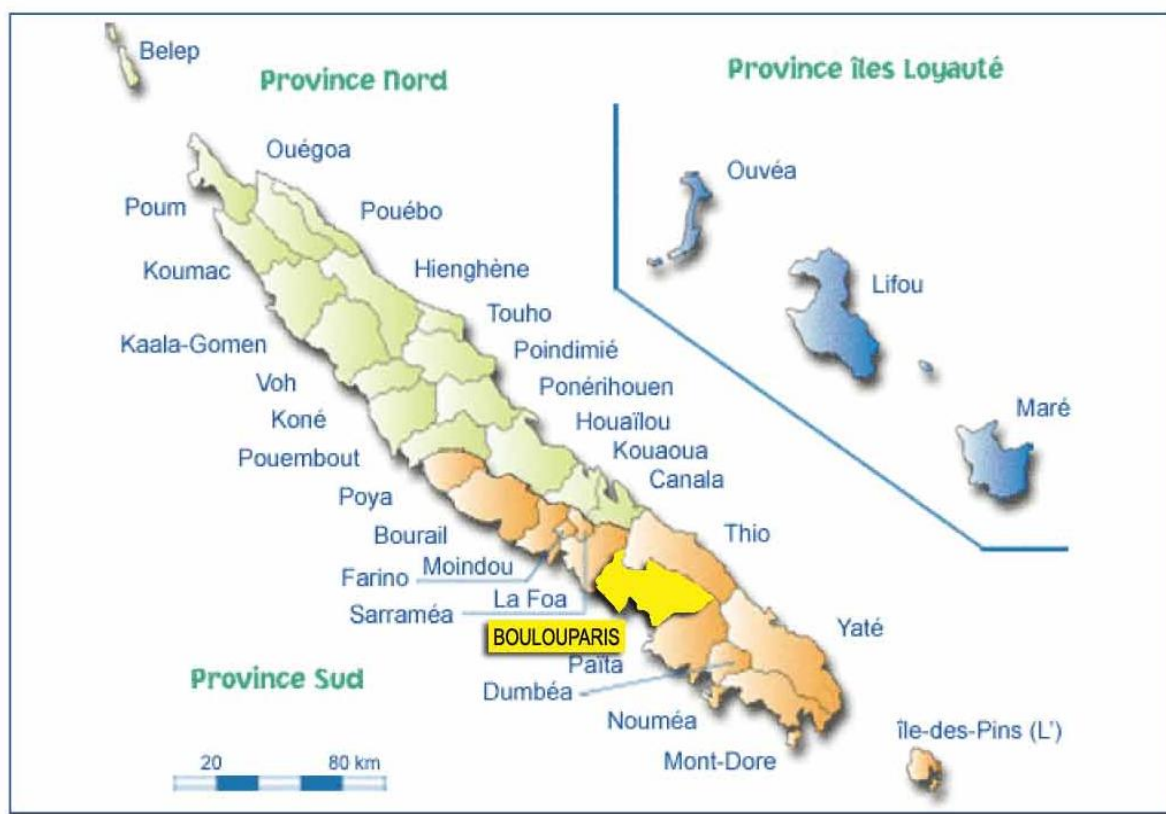 Belep
Province Nord
Province îles Loyauté
Ouégoa
Ouvéa
Poum
Pouébo
Koumac
Hienghène
Lifou
Touho
Kaala-Gomen
Poindimié
Voh
Ponérihouen
Maré
Koné
Houaïlou
Pouembout
Kouaoua
Canala
Poya
Bourail
Thio
Moindou
Farino
La Foa
Sarraméa
Yaté
BOULOUPARIS
Païta
Province Sud
Dumbéa
Nouméa
île-des-Pins (L')
Mont-Dore
20 80 km